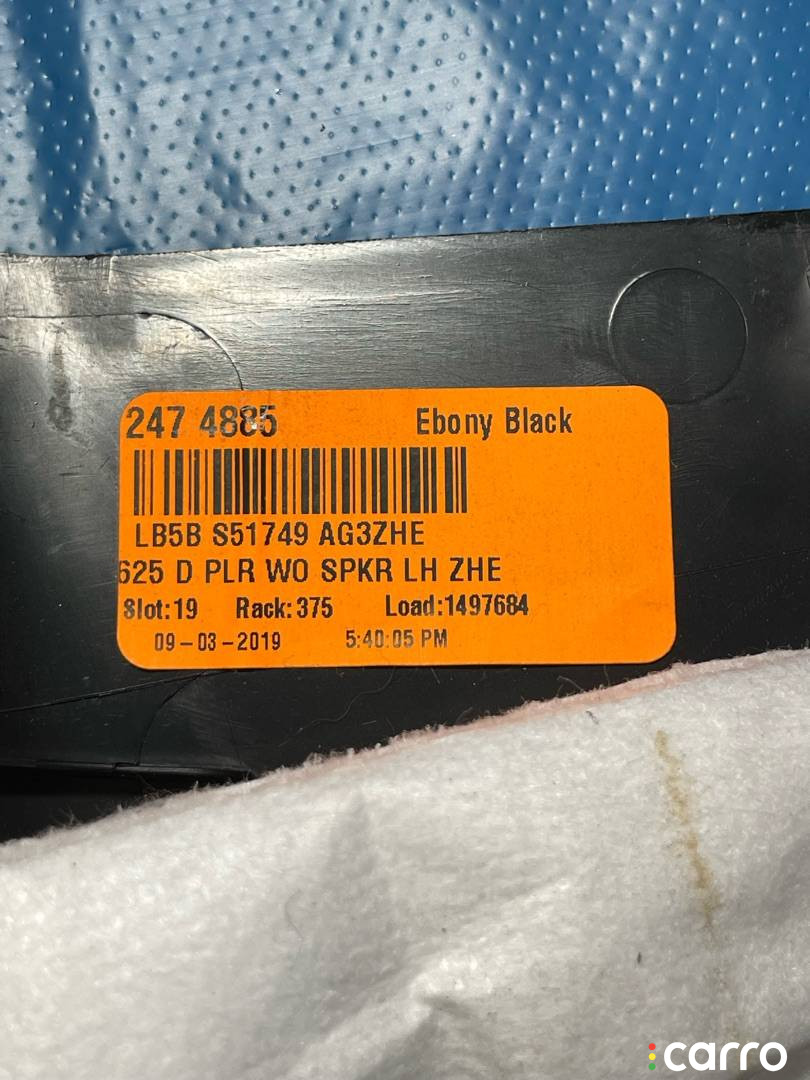 247 4885 Ebony Black
LB5B S51749 AG3ZHE
625 D PLR WO SPKR LH ZHE
Slot:19 Rack:375 Load:1497684
09-03-2019 5:40:05 PM
carro